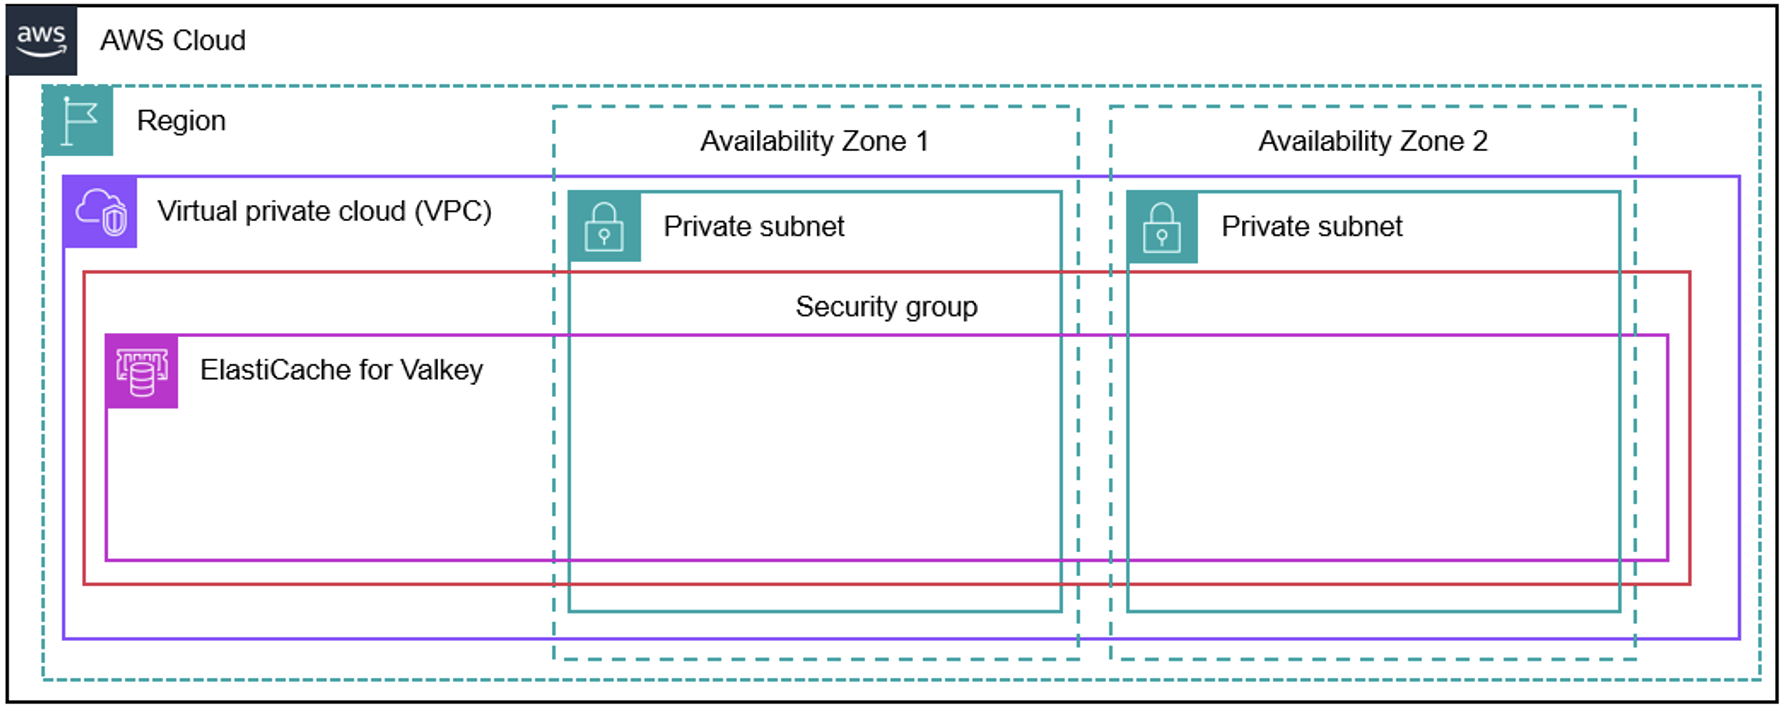 aws
AWS Cloud
Region
Availability Zone 1
Availability Zone 2
Virtual private cloud (VPC)
Private subnet
Private subnet
Security group
ElastiCache for Valkey